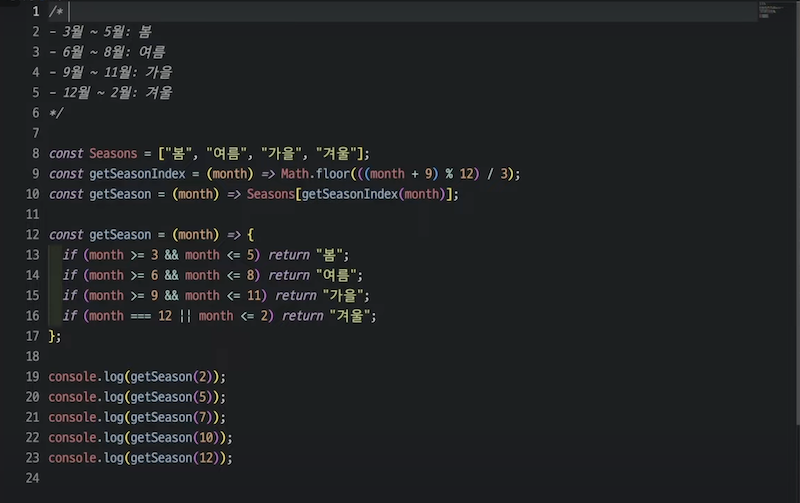 1 /*
2 - 3월 ~ 5월: 봄
3 - 6월 ~ 8월: 여름
4 - 9월 ~ 11월: 가을
5 - 12월 ~ 2월: 겨울
6 */
7
8 const Seasons = ["봄", "여름", "가을", "겨울"];
9 const getSeasonIndex = (month) => Math.floor(((month + 9) % 12) / 3);
10 const getSeason = (month) => Seasons[getSeasonIndex(month)];
11
12 const getSeason = (month) => {
13 if (month >= 3 && month <= 5) return "봄";
14 if (month >= 6 && month <= 8) return "여름";
15 if (month >= 9 && month <= 11) return "가을";
16 if (month === 12 || month <= 2) return "겨울";
17 };
18
19 console.log(getSeason(2));
20 console.log(getSeason(5));
21 console.log(getSeason(7));
22 console.log(getSeason(10));
23 console.log(getSeason(12));
24